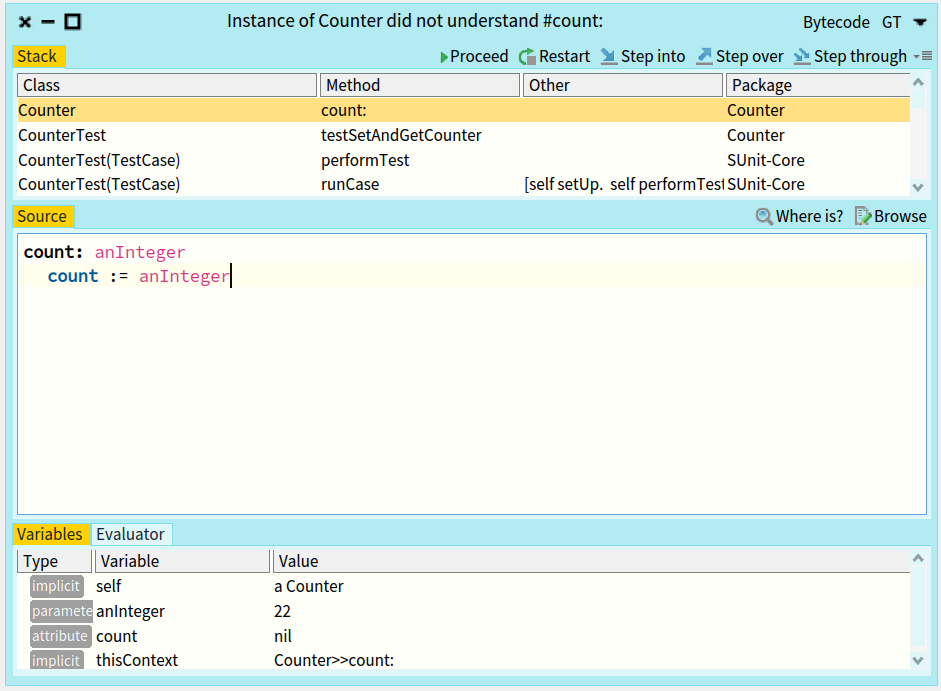 Instance of Counter did not understand #count:
Bytecode GT
Stack
Proceed Restart Step into Step over Step through
Class Method Other Package
Counter count: Counter
CounterTest testSetAndGetCounter Counter
CounterTest(TestCase) performTest SUnit-Core
CounterTest(TestCase) runCase [self setUp. self performTest SUnit-Core
Source
Where is? Browse
count: anInteger
count := anInteger
Variables Evaluator
Type Variable Value
implicit self a Counter
paramete anInteger 22
attribute count nil
implicit thisContext Counter>>count: